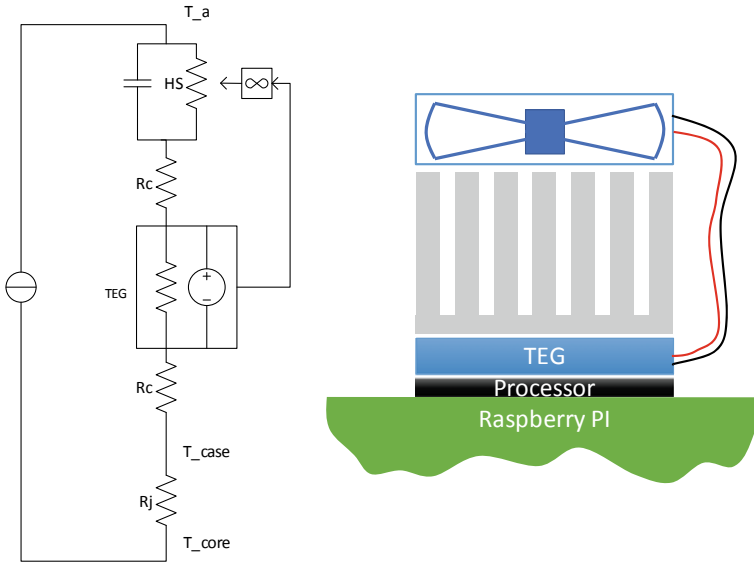 T_a
HS
Rc
TEG
Rc
T_case
Rj
T_core
TEG
Processor
Raspberry PI